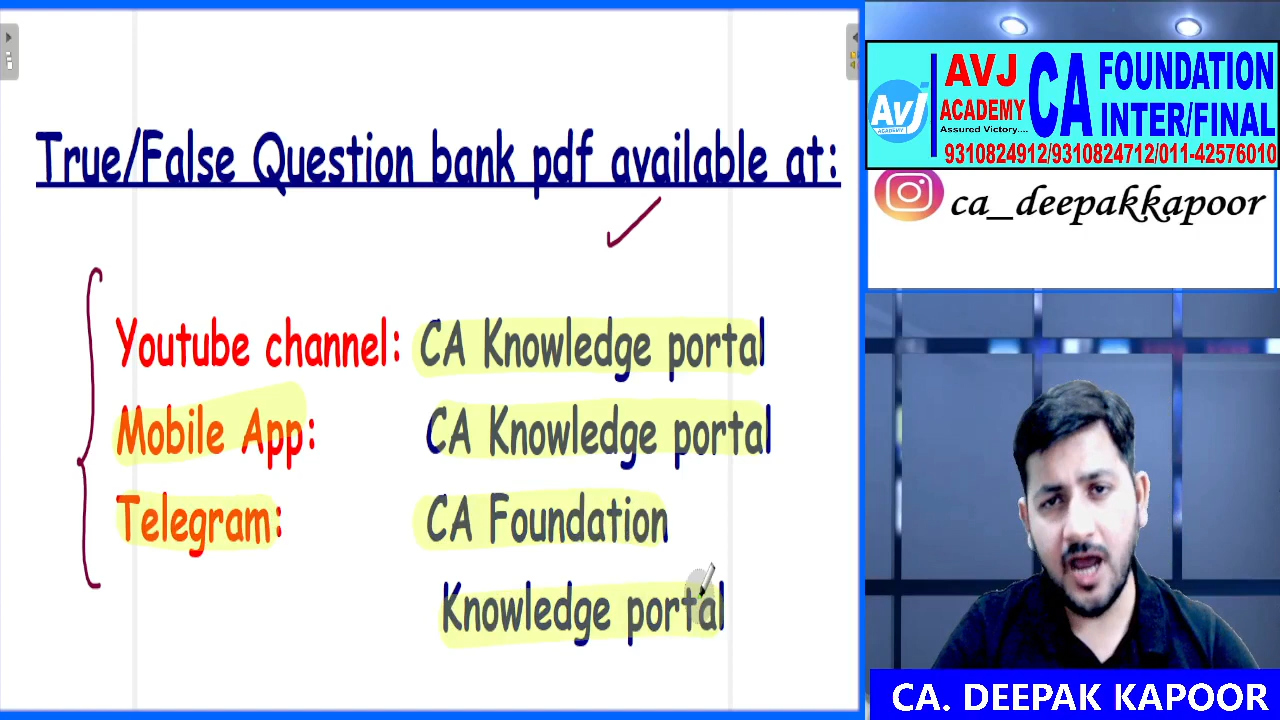 True/False Question bank pdf available at:
Youtube channel: CA Knowledge portal
Mobile App: CA Knowledge portal
Telegram: CA Foundation
Knowledge portal
AVJ
ACADEMY
Assured Victory....
CA
FOUNDATION
INTER/FINAL
9310824912/9310824712/011-42576010
AVJ
ACADEMY
ca_deepakkapoor
CA. DEEPAK KAPOOR